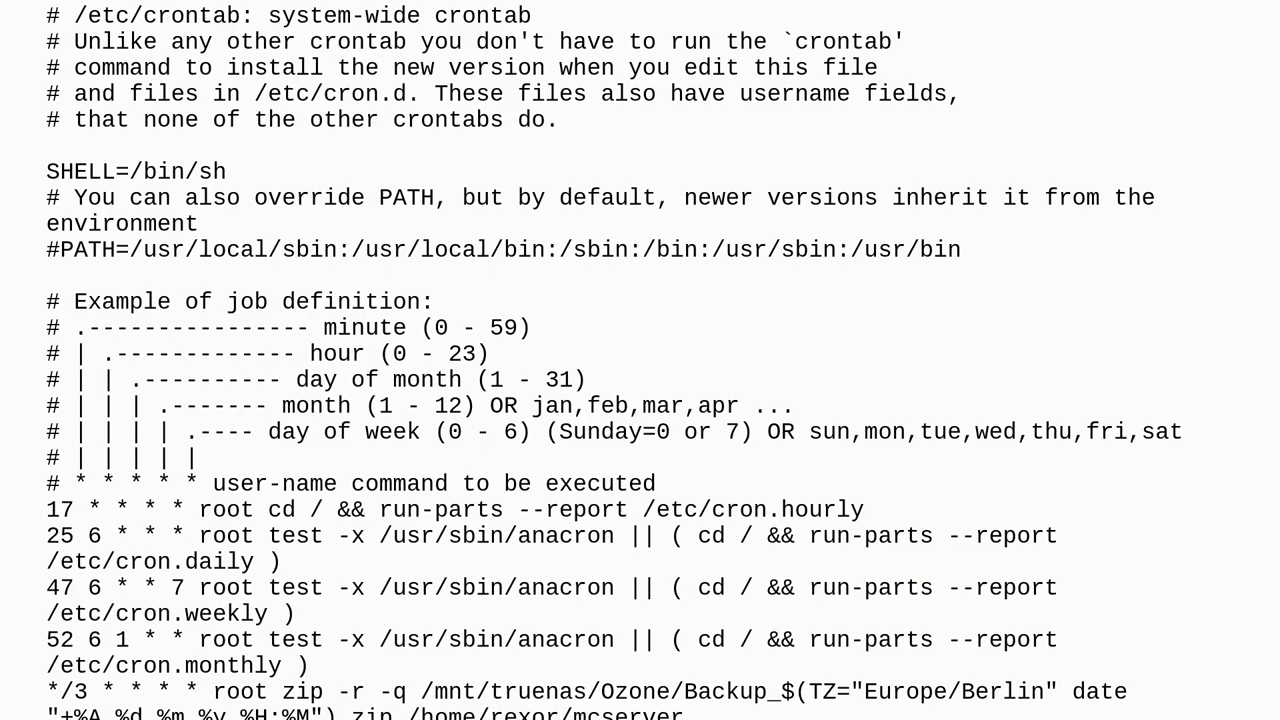 # /etc/crontab: system-wide crontab
# Unlike any other crontab you don't have to run the `crontab'
# command to install the new version when you edit this file
# and files in /etc/cron.d. These files also have username fields,
# that none of the other crontabs do.
SHELL=/bin/sh
# You can also override PATH, but by default, newer versions inherit it from the
environment
#PATH=/usr/local/sbin:/usr/local/bin:/sbin:/bin:/usr/sbin:/usr/bin
# Example of job definition:
# .---------------- minute (0 - 59)
# | .------------- hour (0 - 23)
# | | .---------- day of month (1 - 31)
# | | | .------- month (1 - 12) OR jan,feb,mar,apr ...
# | | | | .---- day of week (0 - 6) (Sunday=0 or 7) OR sun,mon,tue,wed,thu,fri,sat
# | | | | |
# * * * * * user-name command to be executed
17 * * * * root cd / && run-parts --report /etc/cron.hourly
25 6 * * * root test -x /usr/sbin/anacron || ( cd / && run-parts --report
/etc/cron.daily )
47 6 * * 7 root test -x /usr/sbin/anacron || ( cd / && run-parts --report
/etc/cron.weekly )
52 6 1 * * root test -x /usr/sbin/anacron || ( cd / && run-parts --report
/etc/cron.monthly )
*/3 * * * * root zip -r -q /mnt/truenas/Ozone/Backup_$(TZ="Europe/Berlin" date
"+%A_%d_%m_%y_%H:%M").zip /home/rexor/mcserver